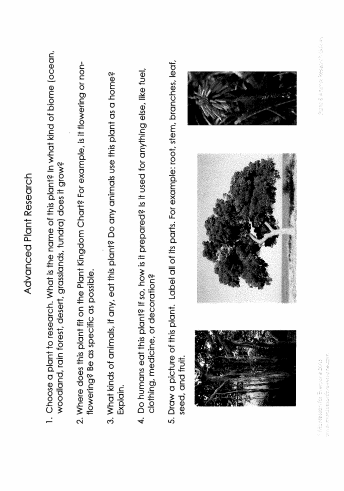 Advanced Plant Research
1. Choose a plant to research. What is the name of this plant? In what kind of biome (ocean,
woodland, rain forest, desert, grasslands, tundra) does it grow?
2. Where does this plant fit on the Plant Kingdom Chart? For example, is it flowering or non-
flowering? Be as specific as possible.
3. What kinds of animals, if any, eat this plant? Do any animals use this plant as a home?
Explain.
4. Do humans eat this plant? If so, how is it prepared? Is it used for anything else, like fuel,
clothing, medicine, or decoration?
5. Draw a picture of this plant. Label all of its parts. For example: root, stem, branches, leaf,
seed, and fruit.